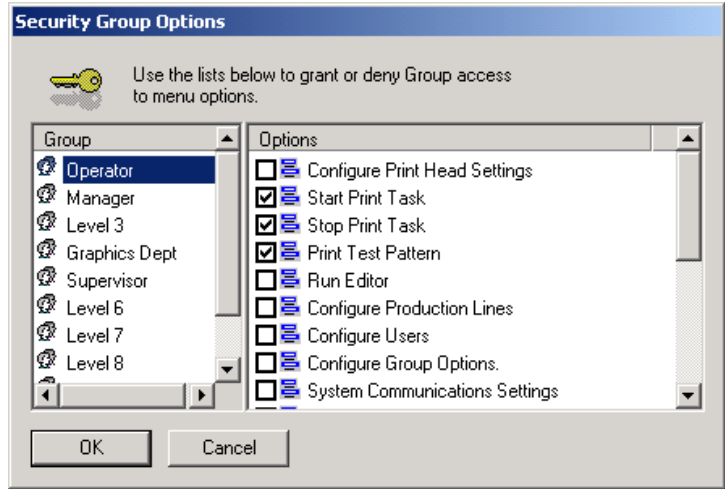 Security Group Options
Use the lists below to grant or deny Group access
to menu options.
Group
Operator
Manager
Level 3
Graphics Dept
Supervisor
Level 6
Level 7
Level 8
Options
Configure Print Head Settings
Start Print Task
Stop Print Task
Print Test Pattern
Run Editor
Configure Production Lines
Configure Users
Configure Group Options.
System Communications Settings
OK
Cancel